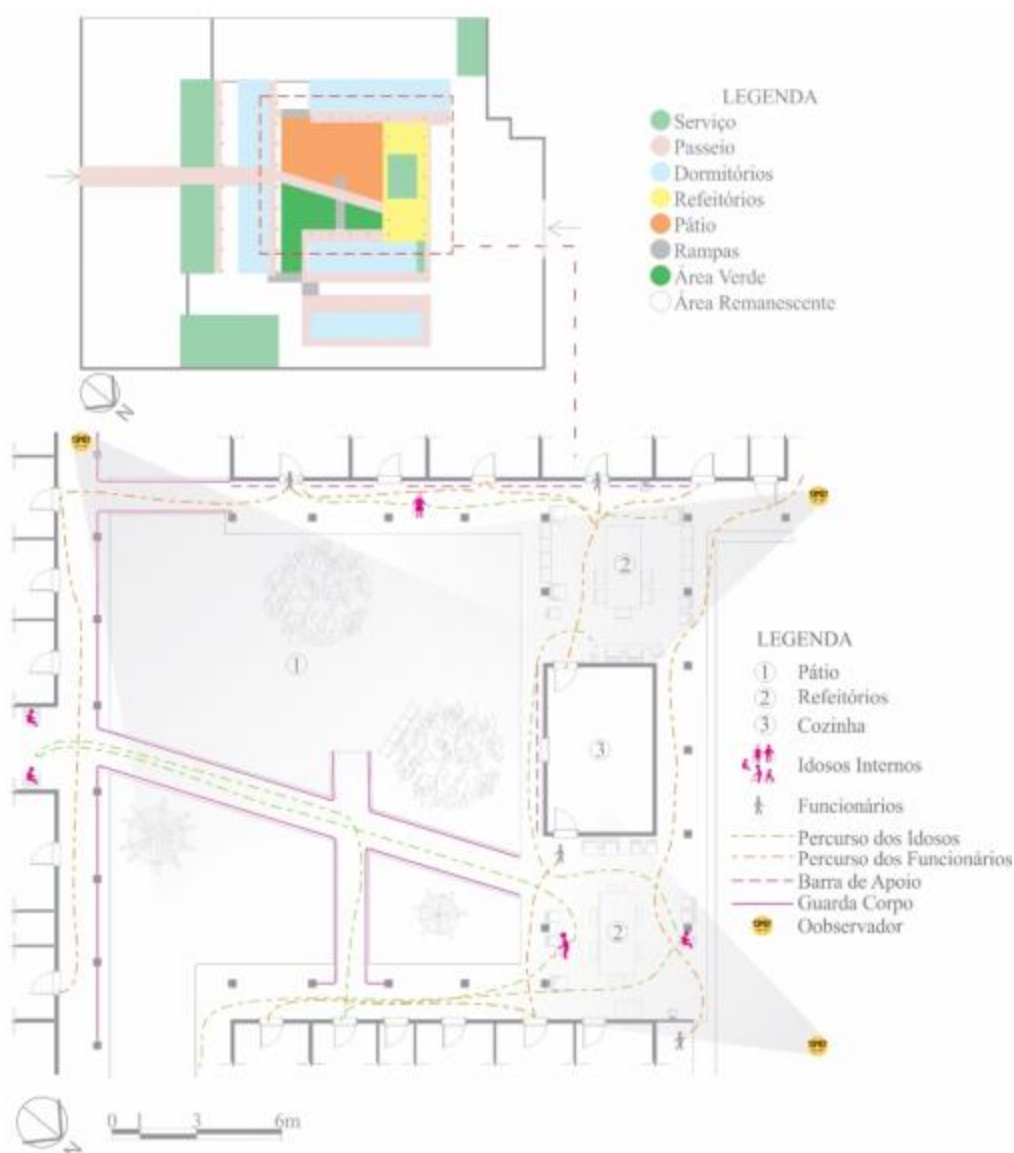 LEGENDA
Serviço
Passeio
Dormitórios
Refeitórios
Pátio
Rampas
Área Verde
Área Remanescente
N
2
1
3
2
LEGENDA
1 Pátio
2 Refeitórios
3 Cozinha
Idosos Internos
Funcionários
Percurso dos Idosos
Percurso dos Funcionários
Barra de Apoio
Guarda Corpo
Oobservador
N
0 3 6m